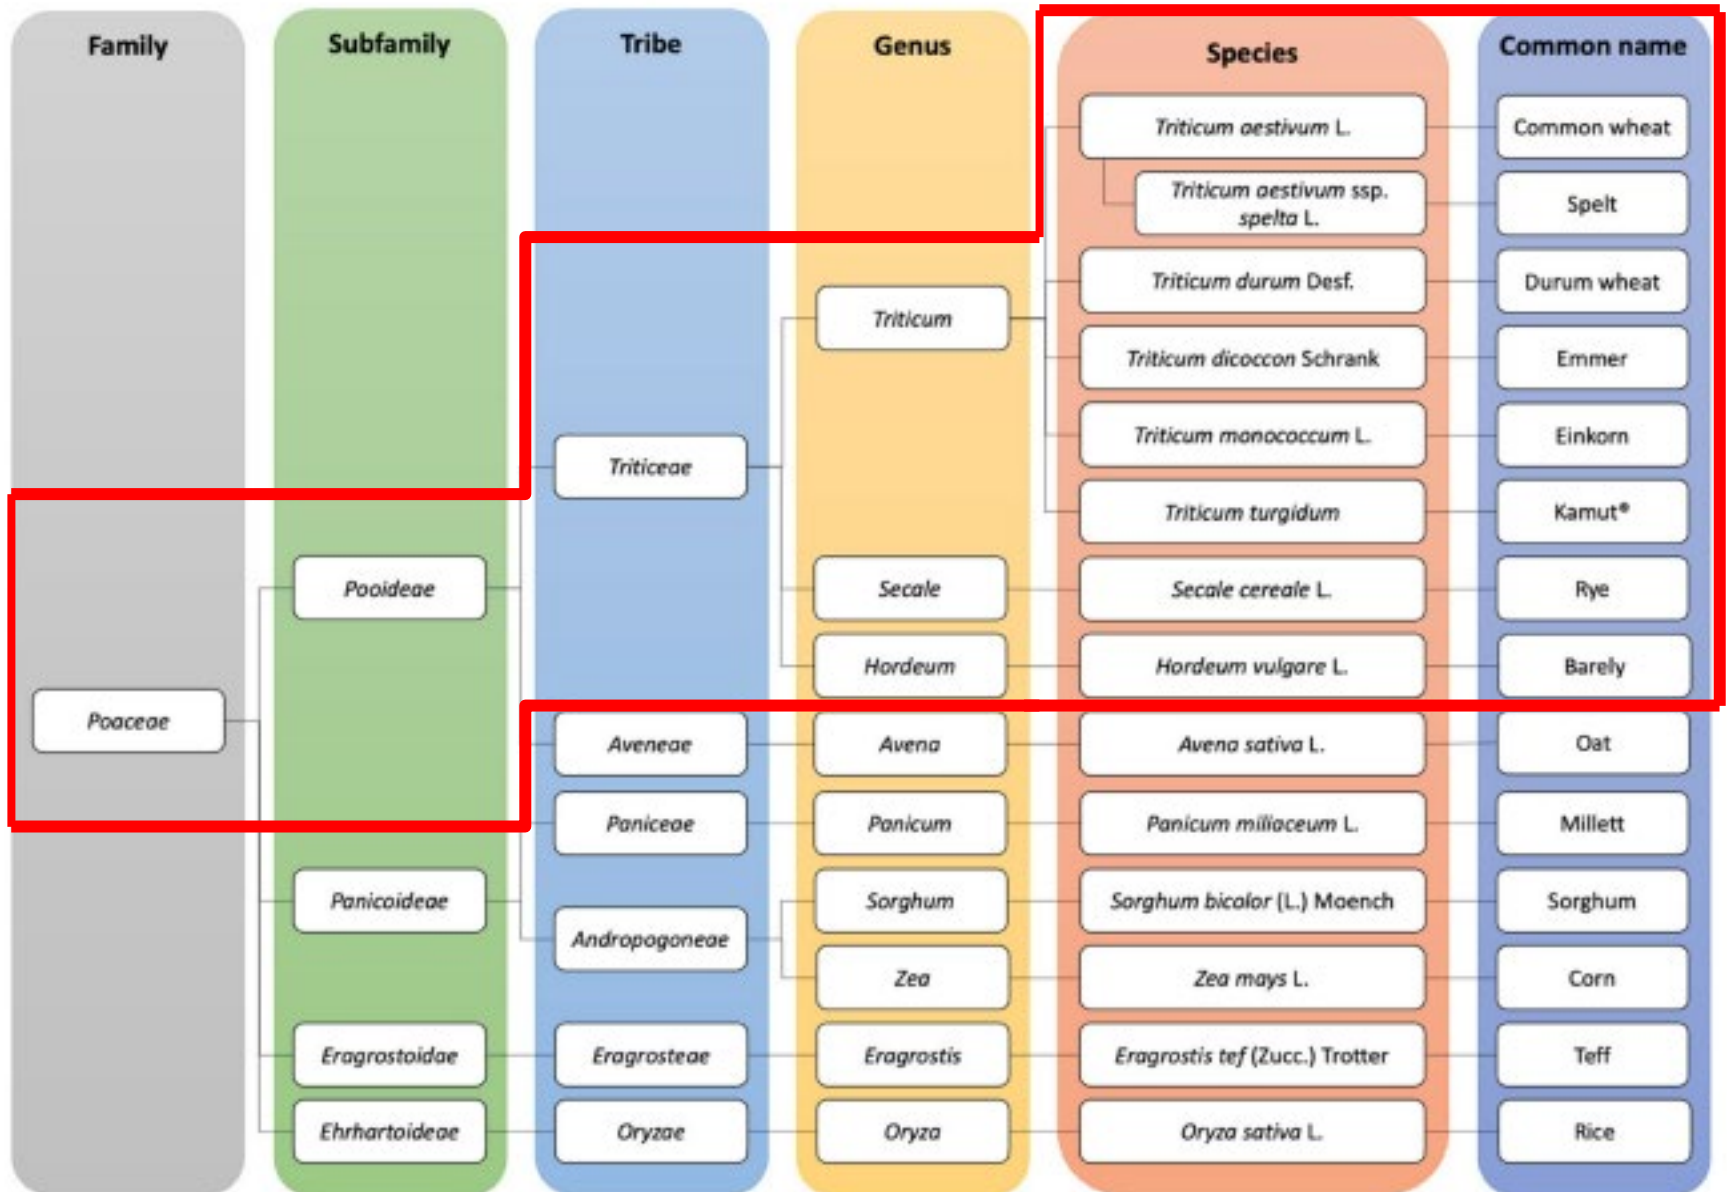 Family
Subfamily
Tribe
Genus
Species
Common name
Triticum aestivum L.
Common wheat
Triticum aestivum ssp.
spelta L.
Spelt
Triticum durum Desf.
Durum wheat
Triticum
Triticum dicoccon Schrank
Emmer
Triticum monococcum L.
Einkorn
Triticeae
Triticum turgidum
Kamut®
Pooideae
Secale
Secale cereale L.
Rye
Hordeum
Hordeum vulgare L.
Barely
Poaceae
Aveneae
Avena
Avena sativa L.
Oat
Paniceae
Panicum
Panicum miliaceum L.
Millett
Panicoideae
Sorghum
Sorghum bicolor (L.) Moench
Sorghum
Andropogoneae
Zea
Zea mays L.
Corn
Eragrostoidae
Eragrosteae
Eragrostis
Eragrostis tef (Zucc.) Trotter
Teff
Ehrhartoideae
Oryzae
Oryza
Oryza sativa L.
Rice